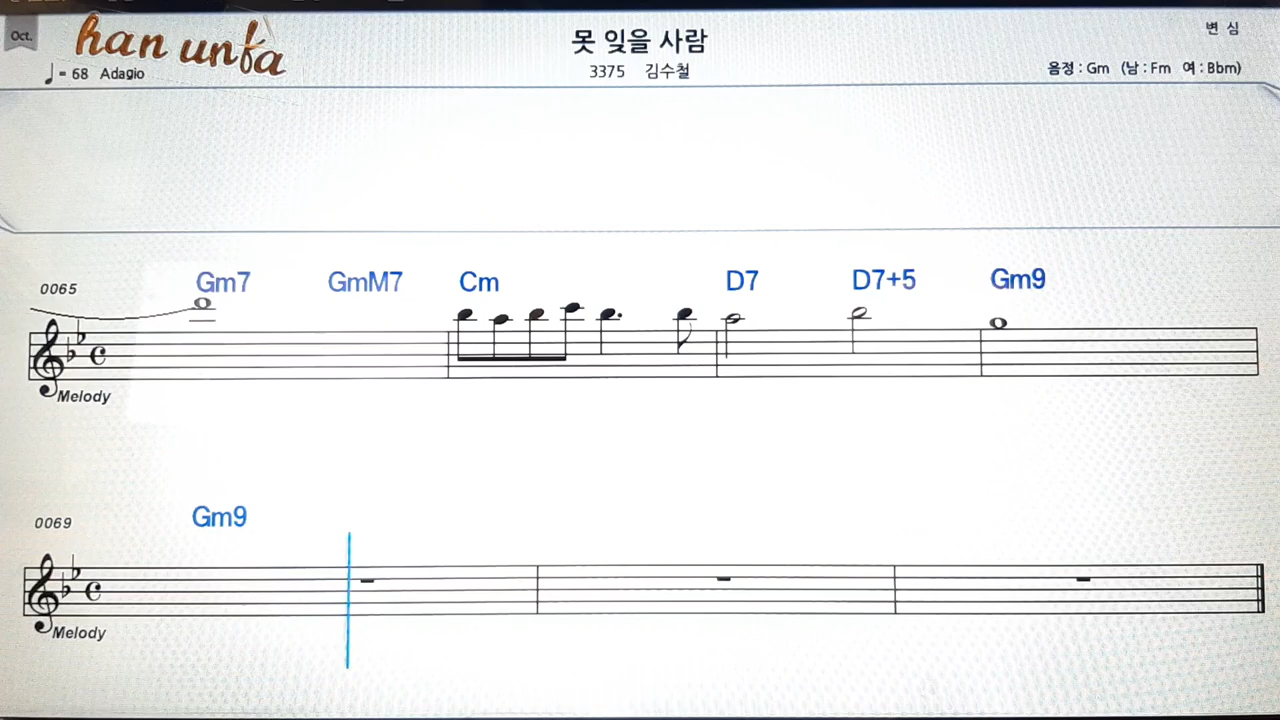 Oct.
han unfa
못 잊을 사람
변 심
♩= 68 Adagio
3375 김수철
음정 : Gm (남 : Fm 여 : Bbm)
0065 Gm7 GmM7 Cm D7 D7+5 Gm9
Melody
0069 Gm9
Melody